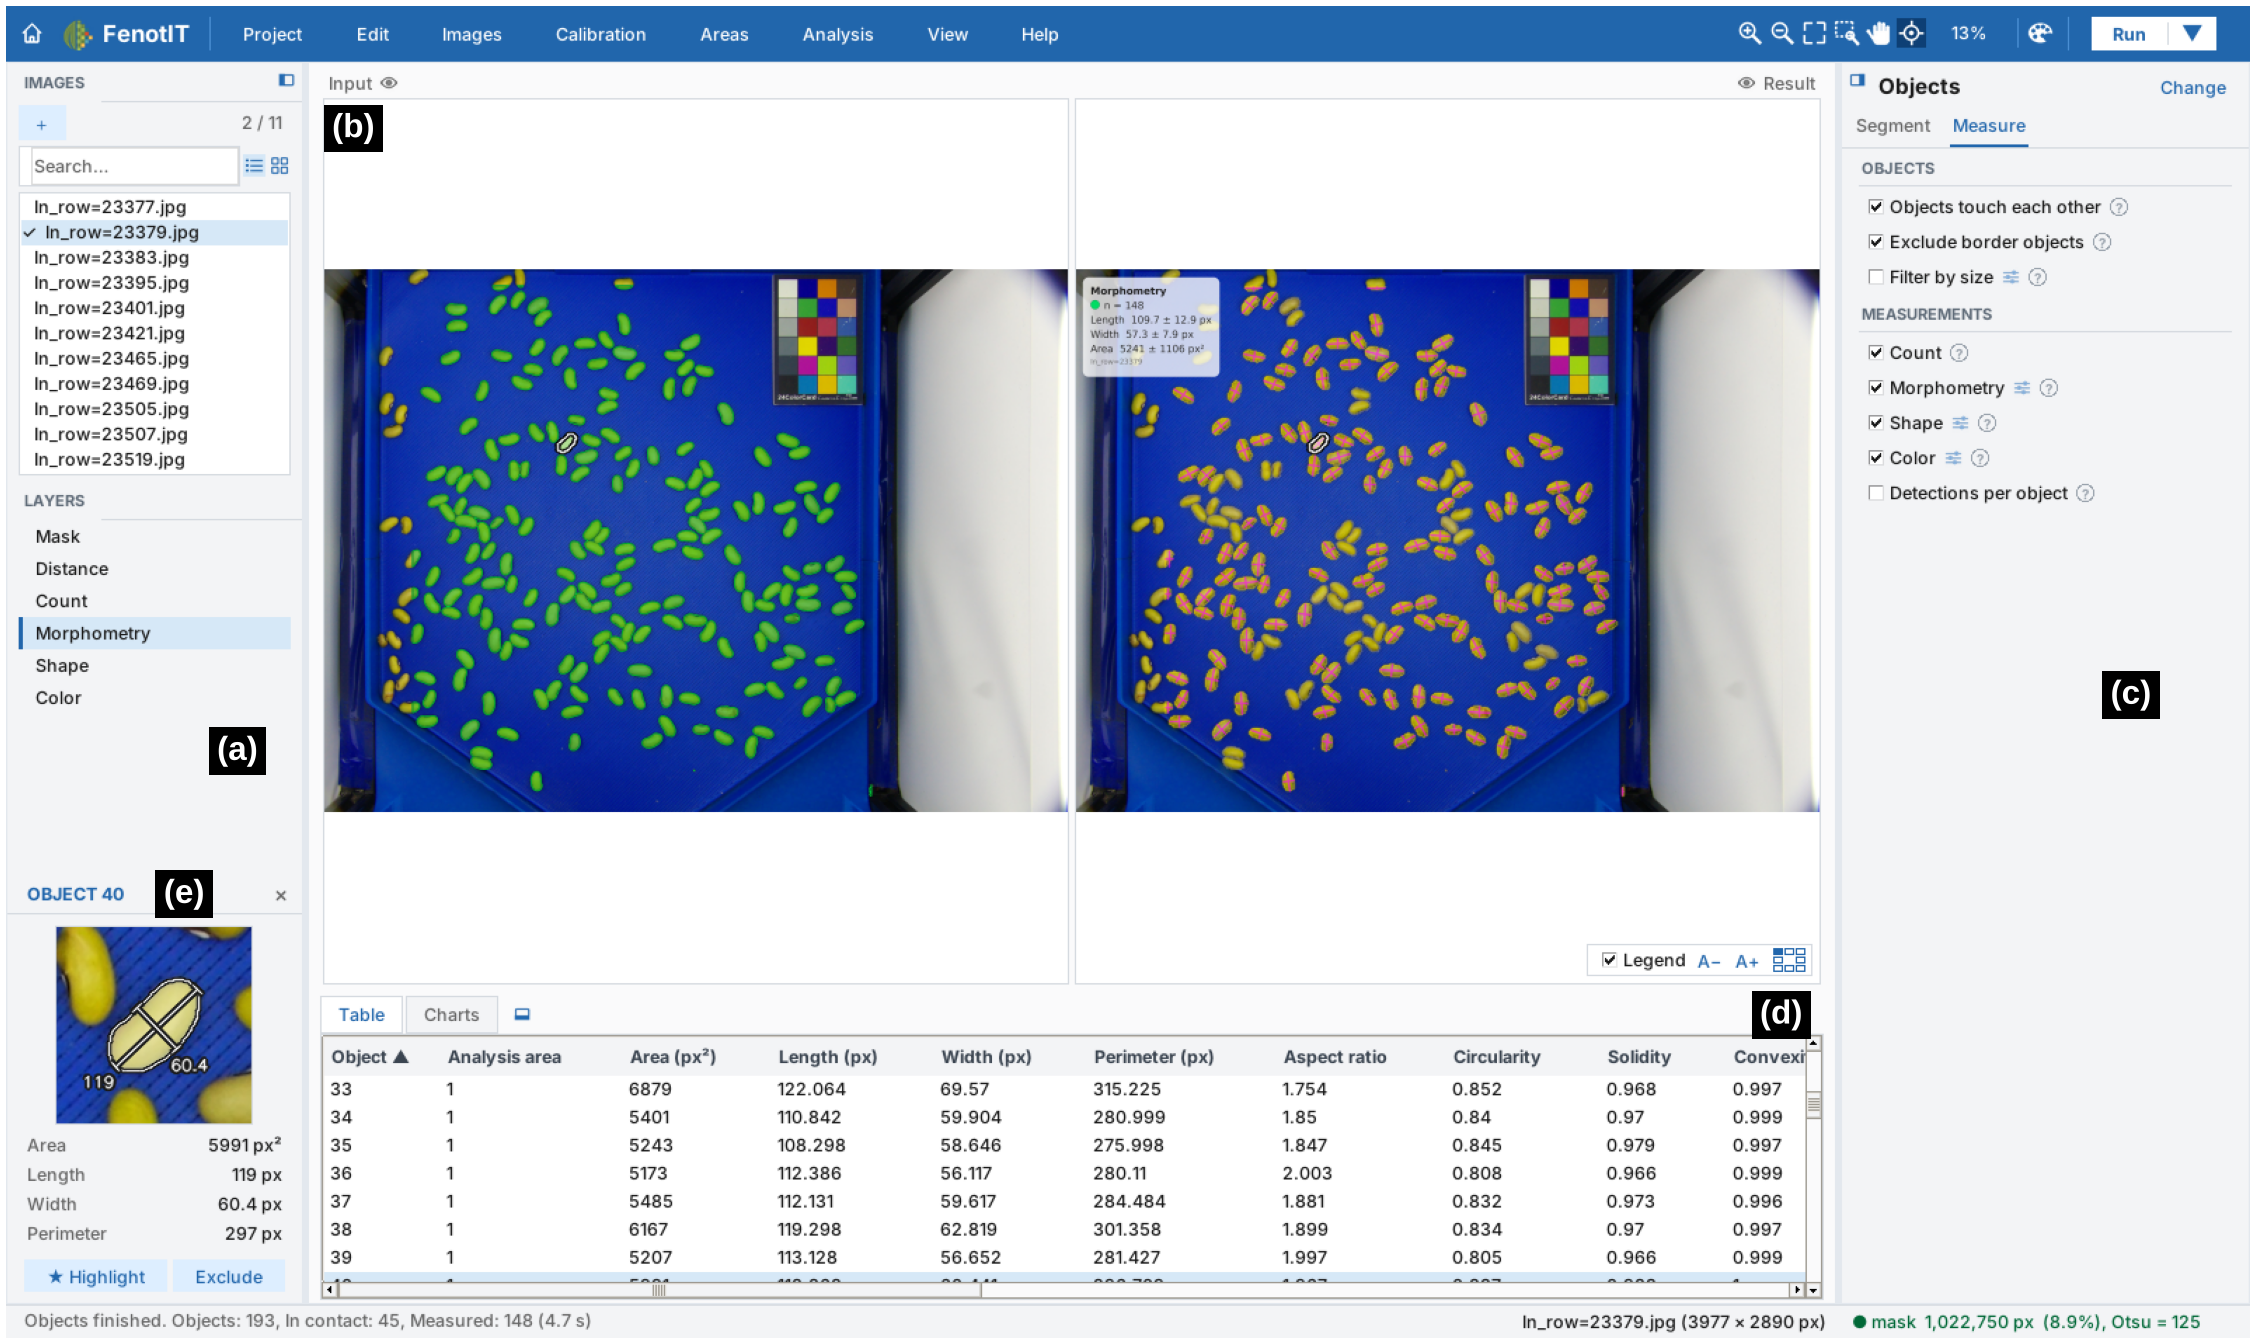 FenotIT Project Edit Images Calibration Areas Analysis View Help 13% Run
IMAGES
+ 2 / 11
Search...
In_row=23377.jpg
✓ In_row=23379.jpg
In_row=23383.jpg
In_row=23395.jpg
In_row=23401.jpg
In_row=23421.jpg
In_row=23465.jpg
In_row=23469.jpg
In_row=23505.jpg
In_row=23507.jpg
In_row=23519.jpg
LAYERS
Mask
Distance
Count
Morphometry
Shape
Color
(a)
OBJECT 40 (e) ×
119 60.4
Area 5991 px²
Length 119 px
Width 60.4 px
Perimeter 297 px
★ Highlight Exclude
Input Result
(b)
Morphometry
n = 148
Length 109.7 ± 12.9 px
Width 57.3 ± 7.9 px
Area 5241 ± 1106 px²
In_row=23379
Legend A− A+
Table Charts
(d)
Object ▲ Analysis area Area (px²) Length (px) Width (px) Perimeter (px) Aspect ratio Circularity Solidity Convexi
33 1 6879 122.064 69.57 315.225 1.754 0.852 0.968 0.997
34 1 5401 110.842 59.904 280.999 1.85 0.84 0.97 0.999
35 1 5243 108.298 58.646 275.998 1.847 0.845 0.979 0.997
36 1 5173 112.386 56.117 280.11 2.003 0.808 0.966 0.999
37 1 5485 112.131 59.617 284.484 1.881 0.832 0.973 0.996
38 1 6167 119.298 62.819 301.358 1.899 0.834 0.97 0.997
39 1 5207 113.128 56.652 281.427 1.997 0.805 0.966 0.999
Objects Change
Segment Measure
OBJECTS
Objects touch each other ?
Exclude border objects ?
Filter by size ?
MEASUREMENTS
Count ?
Morphometry ?
Shape ?
Color ?
Detections per object ?
(c)
Objects finished. Objects: 193, In contact: 45, Measured: 148 (4.7 s) In_row=23379.jpg (3977 × 2890 px) mask 1,022,750 px (8.9%), Otsu = 125